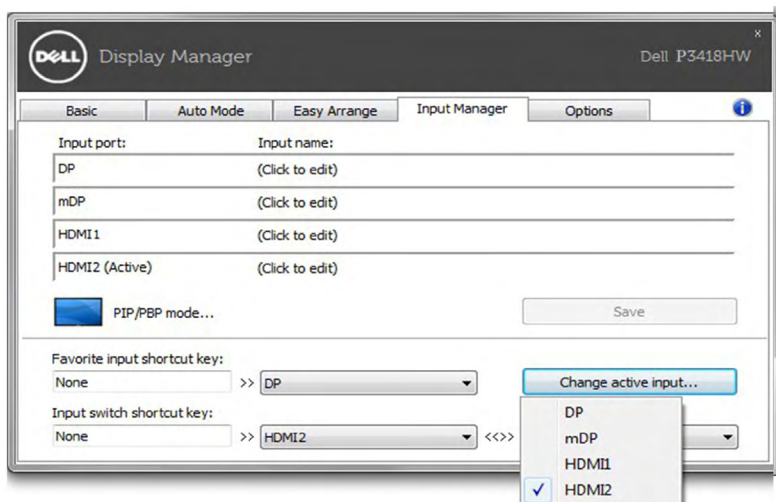 DELL Display Manager
x
Dell P3418HW
Basic Auto Mode Easy Arrange Input Manager Options i
Input port: Input name:
DP (Click to edit)
mDP (Click to edit)
HDMI1 (Click to edit)
HDMI2 (Active) (Click to edit)
PIP/PBP mode... Save
Favorite input shortcut key:
None >> DP Change active input...
Input switch shortcut key:
None >> HDMI2 <<>>
DP
mDP
HDMI1
HDMI2